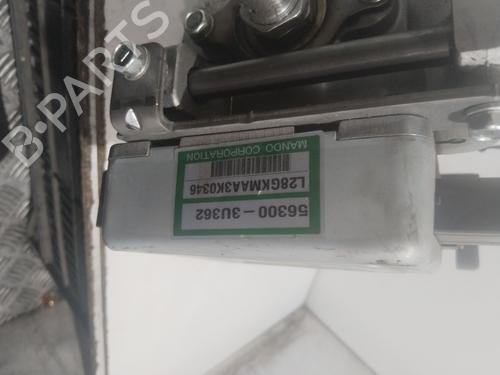 56300-3U362
L28GKMAA3K0346
MANDO CORPORATION
B-PARTS